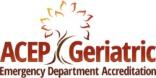 ACEP Geriatric
Emergency Department Accreditation